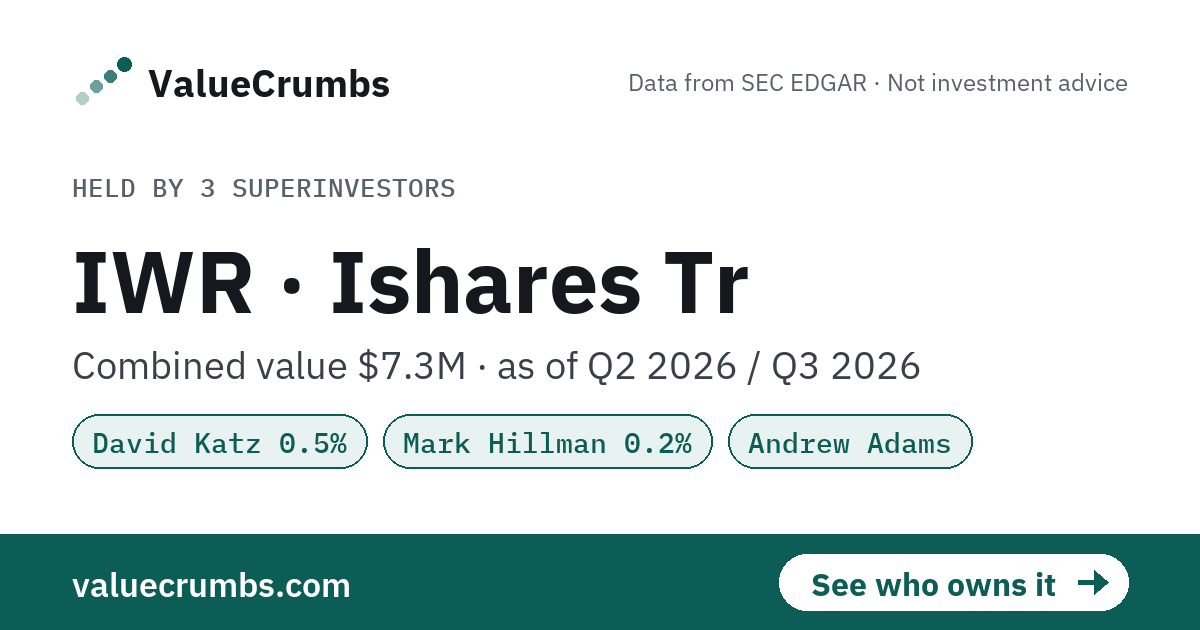 ValueCrumbs
Data from SEC EDGAR · Not investment advice
HELD BY 3 SUPERINVESTORS
IWR · Ishares Tr
Combined value $7.3M · as of Q2 2026 / Q3 2026
David Katz 0.5%
Mark Hillman 0.2%
Andrew Adams
valuecrumbs.com
See who owns it →